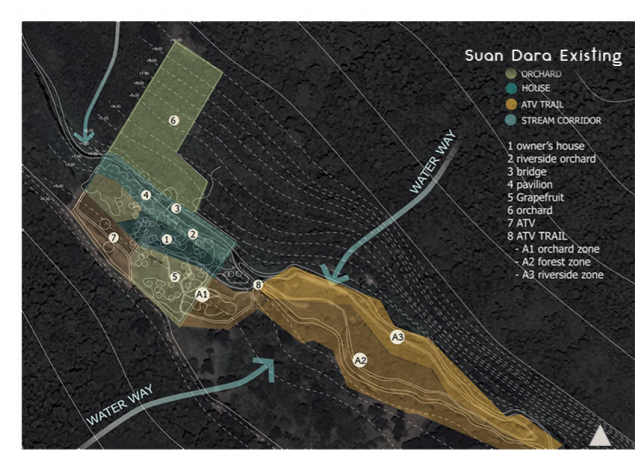 Suan Dara Existing
ORCHARD
HOUSE
ATV TRAIL
STREAM CORRIDOR
1 owner's house
2 riverside orchard
3 bridge
4 pavilion
5 Grapefruit
6 orchard
7 ATV
8 ATV TRAIL
- A1 orchard zone
- A2 forest zone
- A3 riverside zone
WATER WAY
6
4
3
2
1
7
5
A1
8
A3
A2
WATER WAY